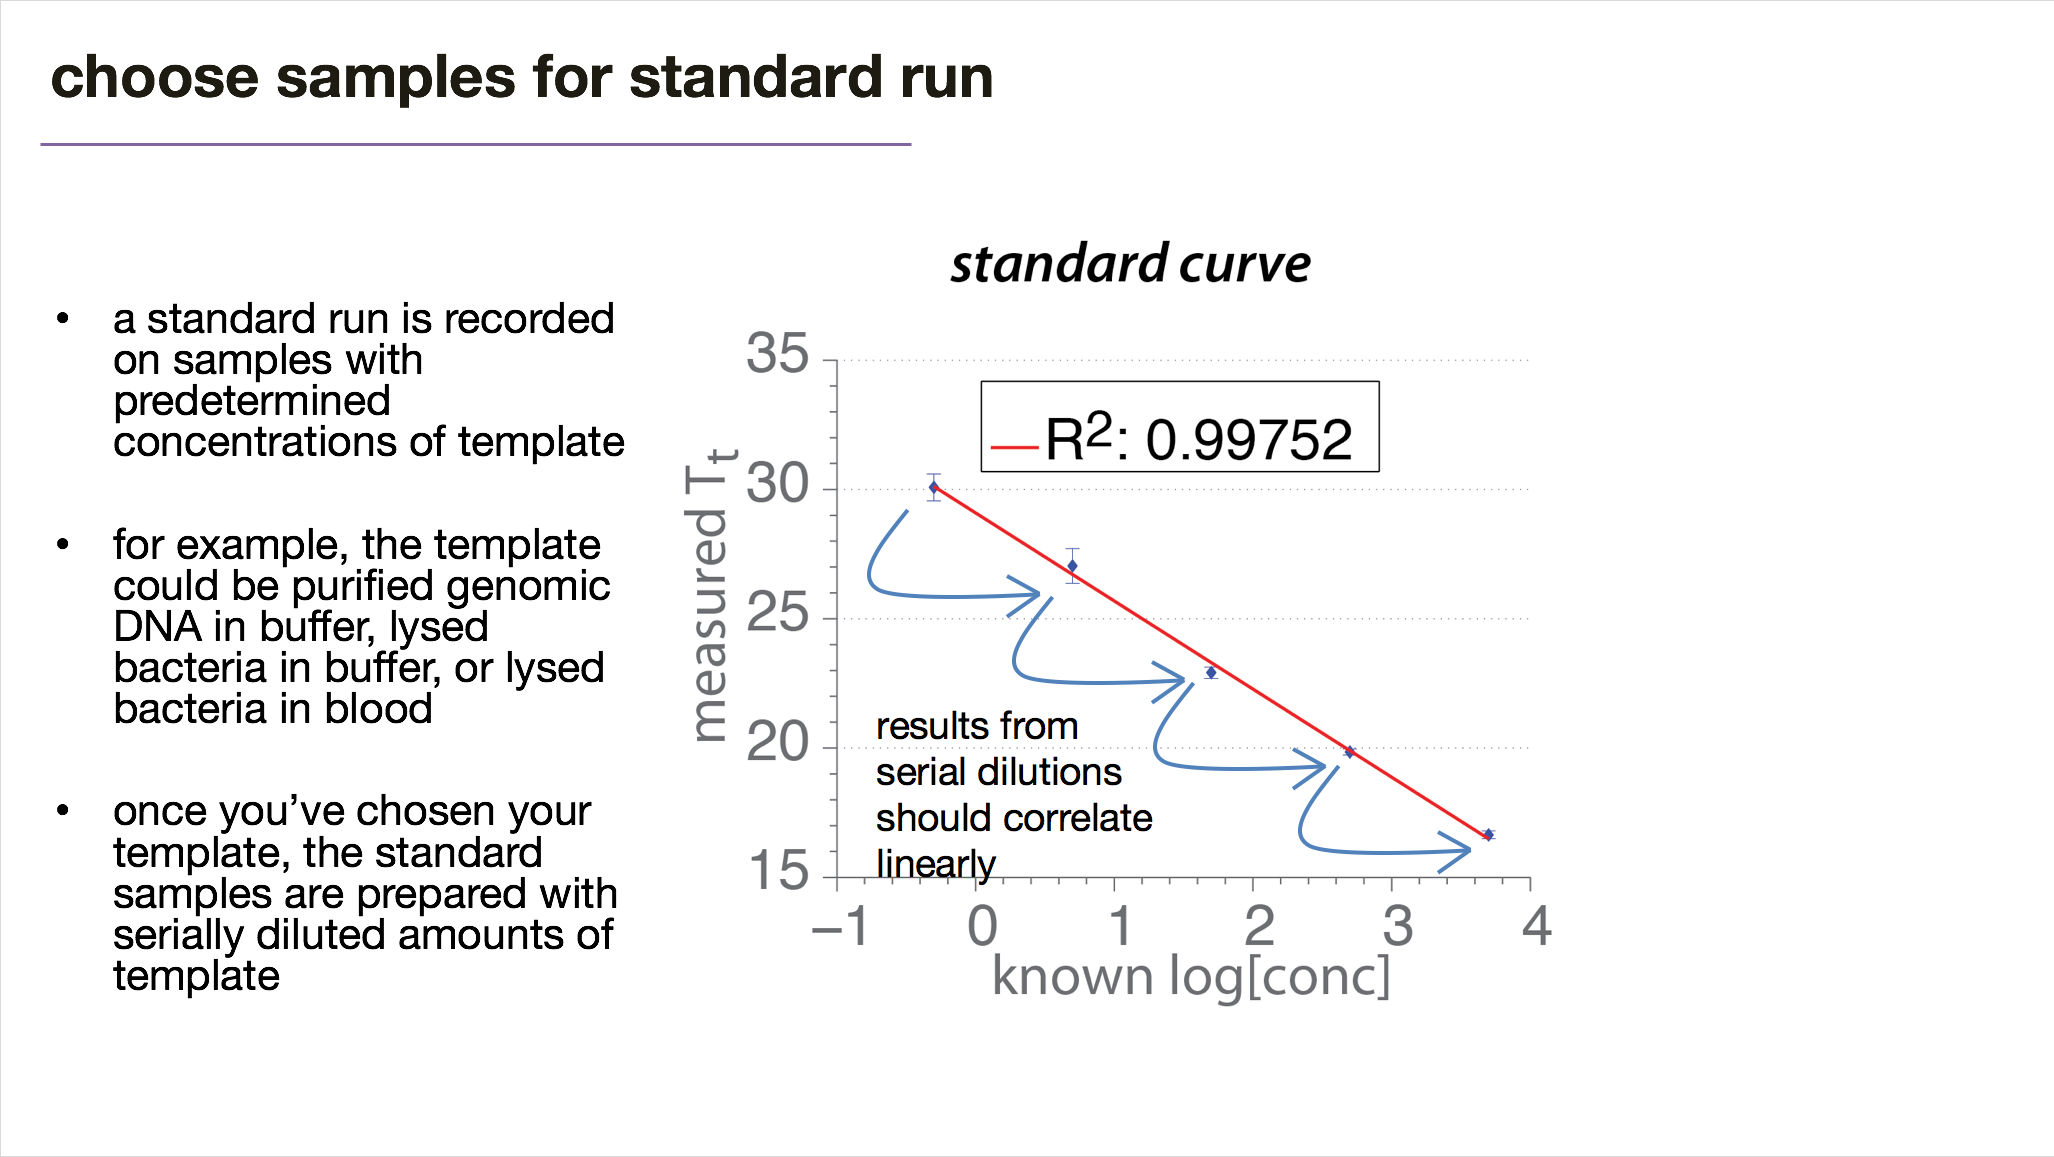 choose samples for standard run
• a standard run is recorded
on samples with
predetermined
concentrations of template
• for example, the template
could be purified genomic
DNA in buffer, lysed
bacteria in buffer, or lysed
bacteria in blood
• once you’ve chosen your
template, the standard
samples are prepared with
serially diluted amounts of
template
standard curve
measured Tt
35
30
25
20
15
R2: 0.99752
results from
serial dilutions
should correlate
linearly
−1 0 1 2 3 4
known log[conc]